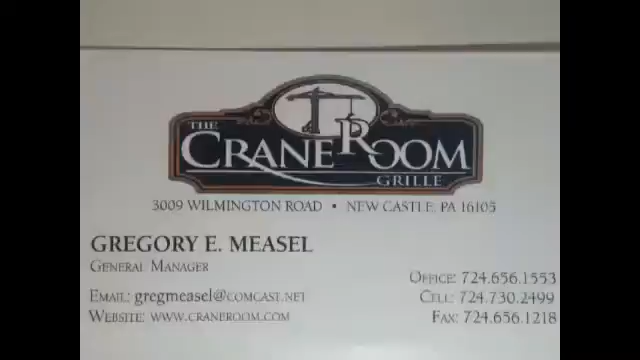 THE
CRANE ROOM
GRILLE
3009 WILMINGTON ROAD • NEW CASTLE, PA 16105
GREGORY E. MEASEL
GENERAL MANAGER
OFFICE: 724.656.1553
EMAIL: gregmeasel@COMCAST.NET
CELL: 724.730.2499
WEBSITE: WWW.CRANEROOM.COM
FAX: 724.656.1218